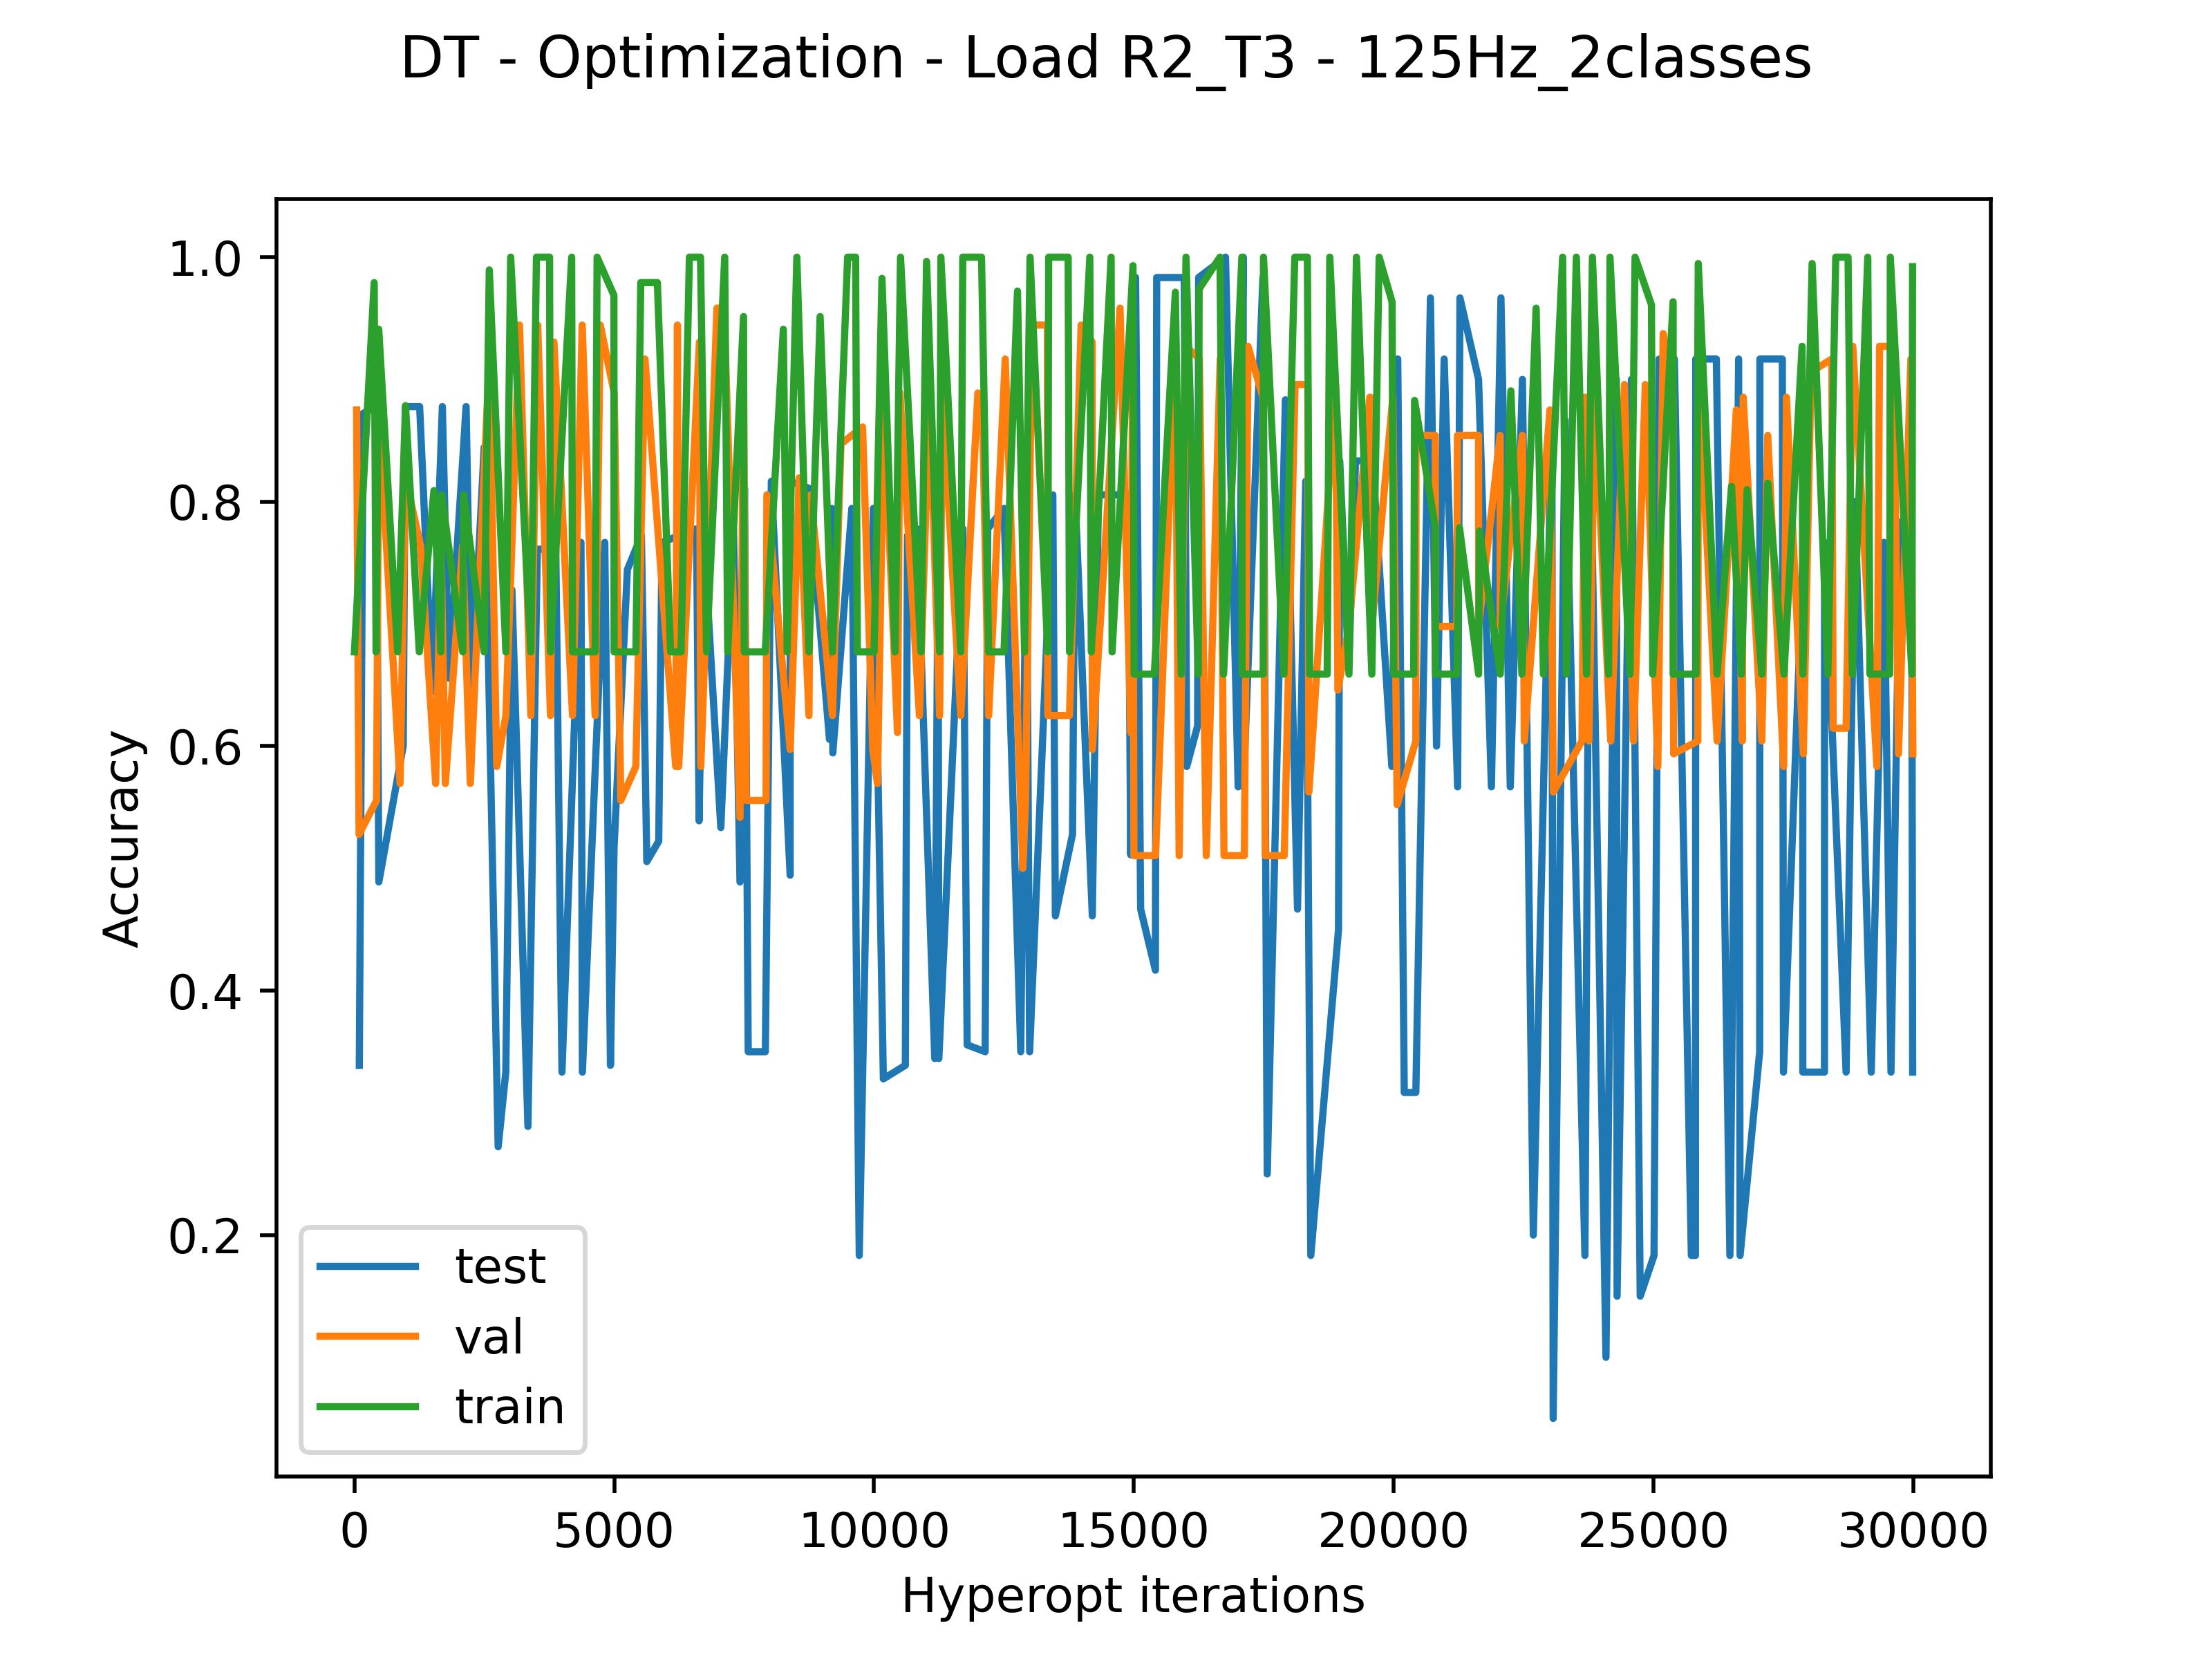 DT - Optimization - Load R2_T3 - 125Hz_2classes
1.0
0.8
0.6
0.4
0.2
Accuracy
test
val
train
0 5000 10000 15000 20000 25000 30000
Hyperopt iterations